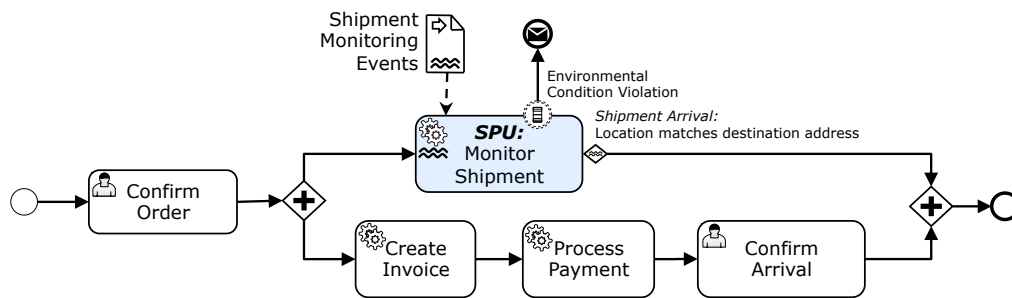 Shipment
Monitoring
Events
Environmental
Condition Violation
Shipment Arrival:
Location matches destination address
SPU:
Monitor
Shipment
Confirm
Order
Create
Invoice
Process
Payment
Confirm
Arrival